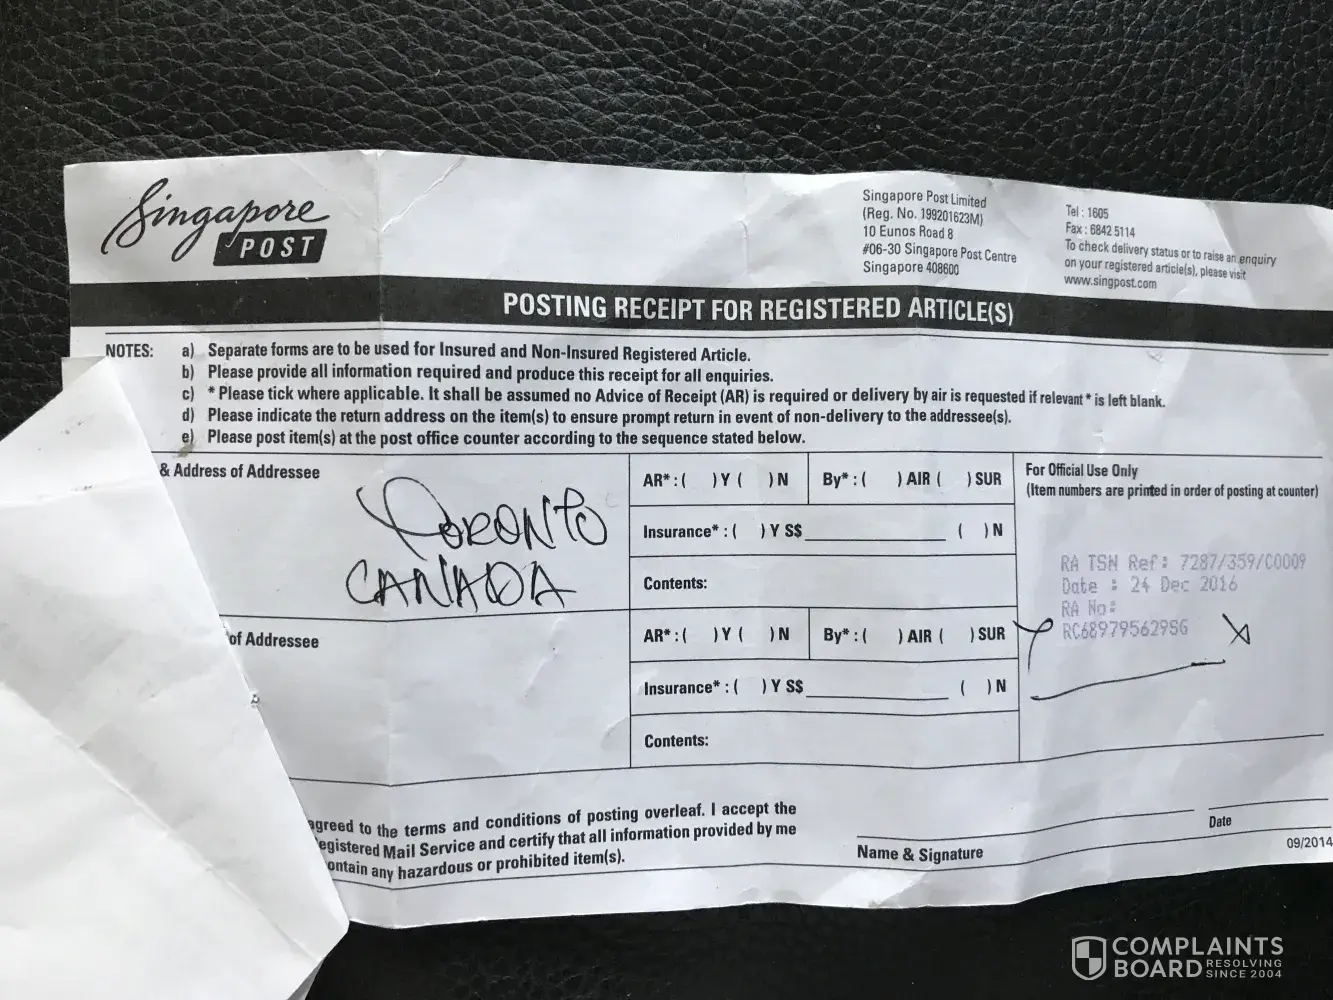 Singapore
POST
Singapore Post Limited
(Reg. No. 199201623M)
10 Eunos Road 8
#06-30 Singapore Post Centre
Singapore 408600
Tel : 1605
Fax : 6842 5114
To check delivery status or to raise an enquiry
on your registered article(s), please visit
www.singpost.com
POSTING RECEIPT FOR REGISTERED ARTICLE(S)
NOTES: a) Separate forms are to be used for Insured and Non-Insured Registered Article.
b) Please provide all information required and produce this receipt for all enquiries.
c) * Please tick where applicable. It shall be assumed no Advice of Receipt (AR) is required or delivery by air is requested if relevant * is left blank.
d) Please indicate the return address on the item(s) to ensure prompt return in event of non-delivery to the addressee(s).
e) Please post item(s) at the post office counter according to the sequence stated below.
& Address of Addressee
TORONTO
CANADA
AR* : ( ) Y ( ) N By* : ( ) AIR ( ) SUR
Insurance* : ( ) Y S$ ( ) N
Contents:
For Official Use Only
(Item numbers are printed in order of posting at counter)
RA TSN Ref: 7287/359/C0009
Date : 24 Dec 2016
RA No:
RC689795629SG
of Addressee
AR* : ( ) Y ( ) N By* : ( ) AIR ( ) SUR
Insurance* : ( ) Y S$ ( ) N
Contents:
agreed to the terms and conditions of posting overleaf. I accept the
egistered Mail Service and certify that all information provided by me
ontain any hazardous or prohibited item(s).
Name & Signature
Date
09/2014
COMPLAINTS
BOARD RESOLVING
SINCE 2004